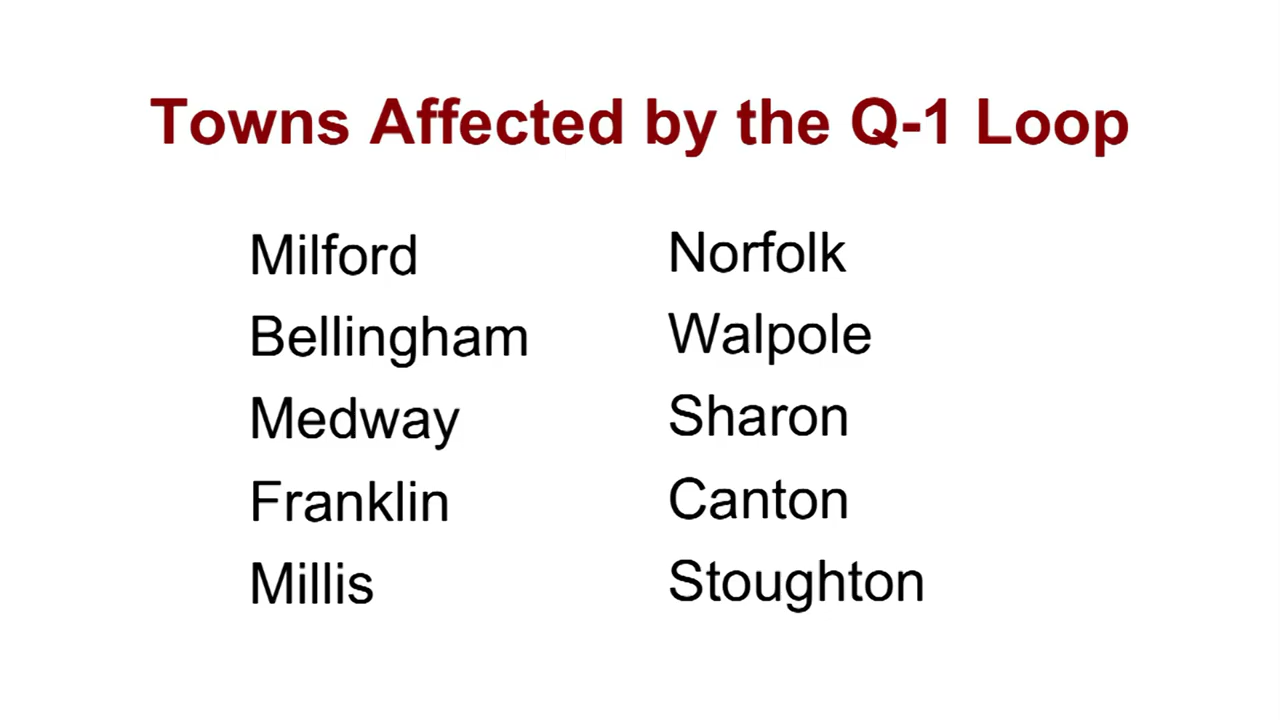 Towns Affected by the Q-1 Loop
Milford
Bellingham
Medway
Franklin
Millis
Norfolk
Walpole
Sharon
Canton
Stoughton